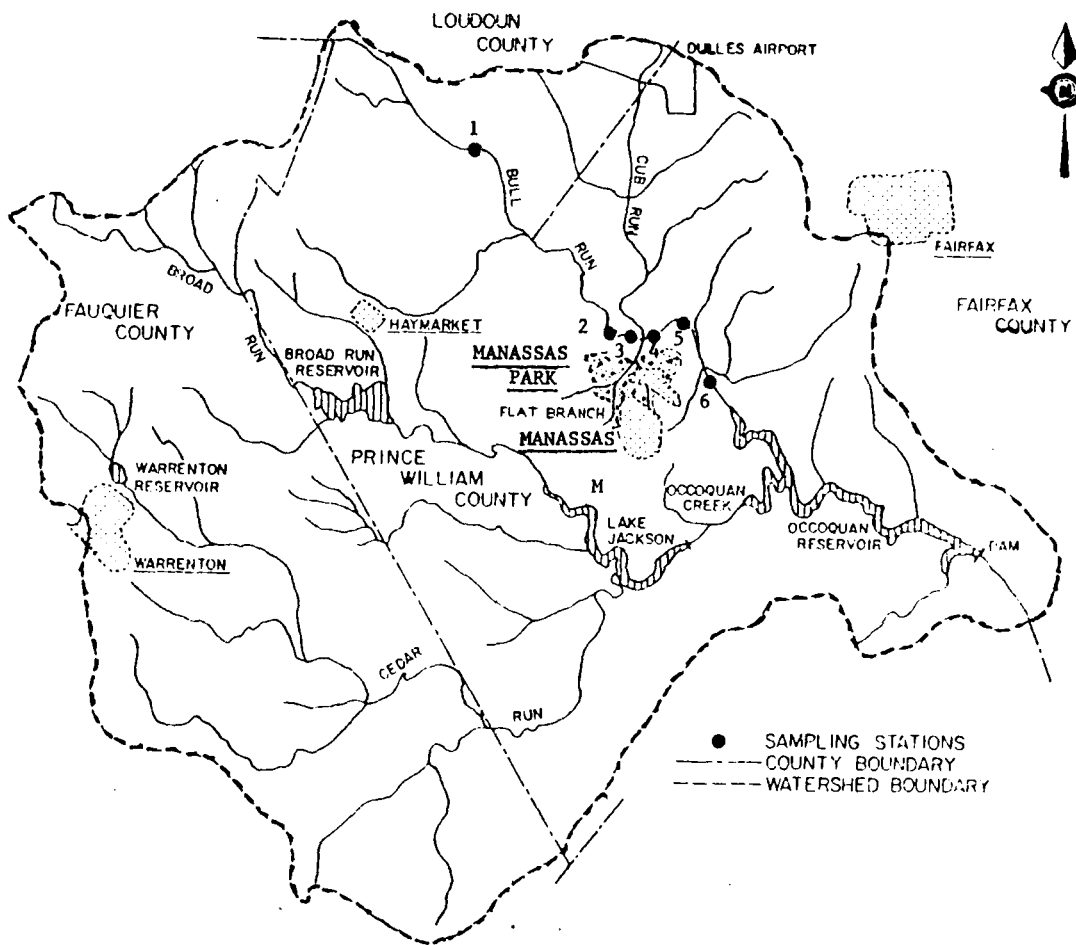 LOUDOUN
COUNTY
DULLES AIRPORT
N
1
BULL
RUN
CUB
RUN
FAIRFAX
BROAD
RUN
FAUQUIER
COUNTY
FAIRFAX
COUNTY
HAYMARKET
2
3
4
5
6
MANASSAS
PARK
BROAD RUN
RESERVOIR
FLAT BRANCH
MANASSAS
PRINCE
WILLIAM
COUNTY
WARRENTON
RESERVOIR
M
OCCOQUAN
CREEK
LAKE
JACKSON
OCCOQUAN
RESERVOIR
DAM
WARRENTON
CEDAR
RUN
SAMPLING STATIONS
COUNTY BOUNDARY
WATERSHED BOUNDARY